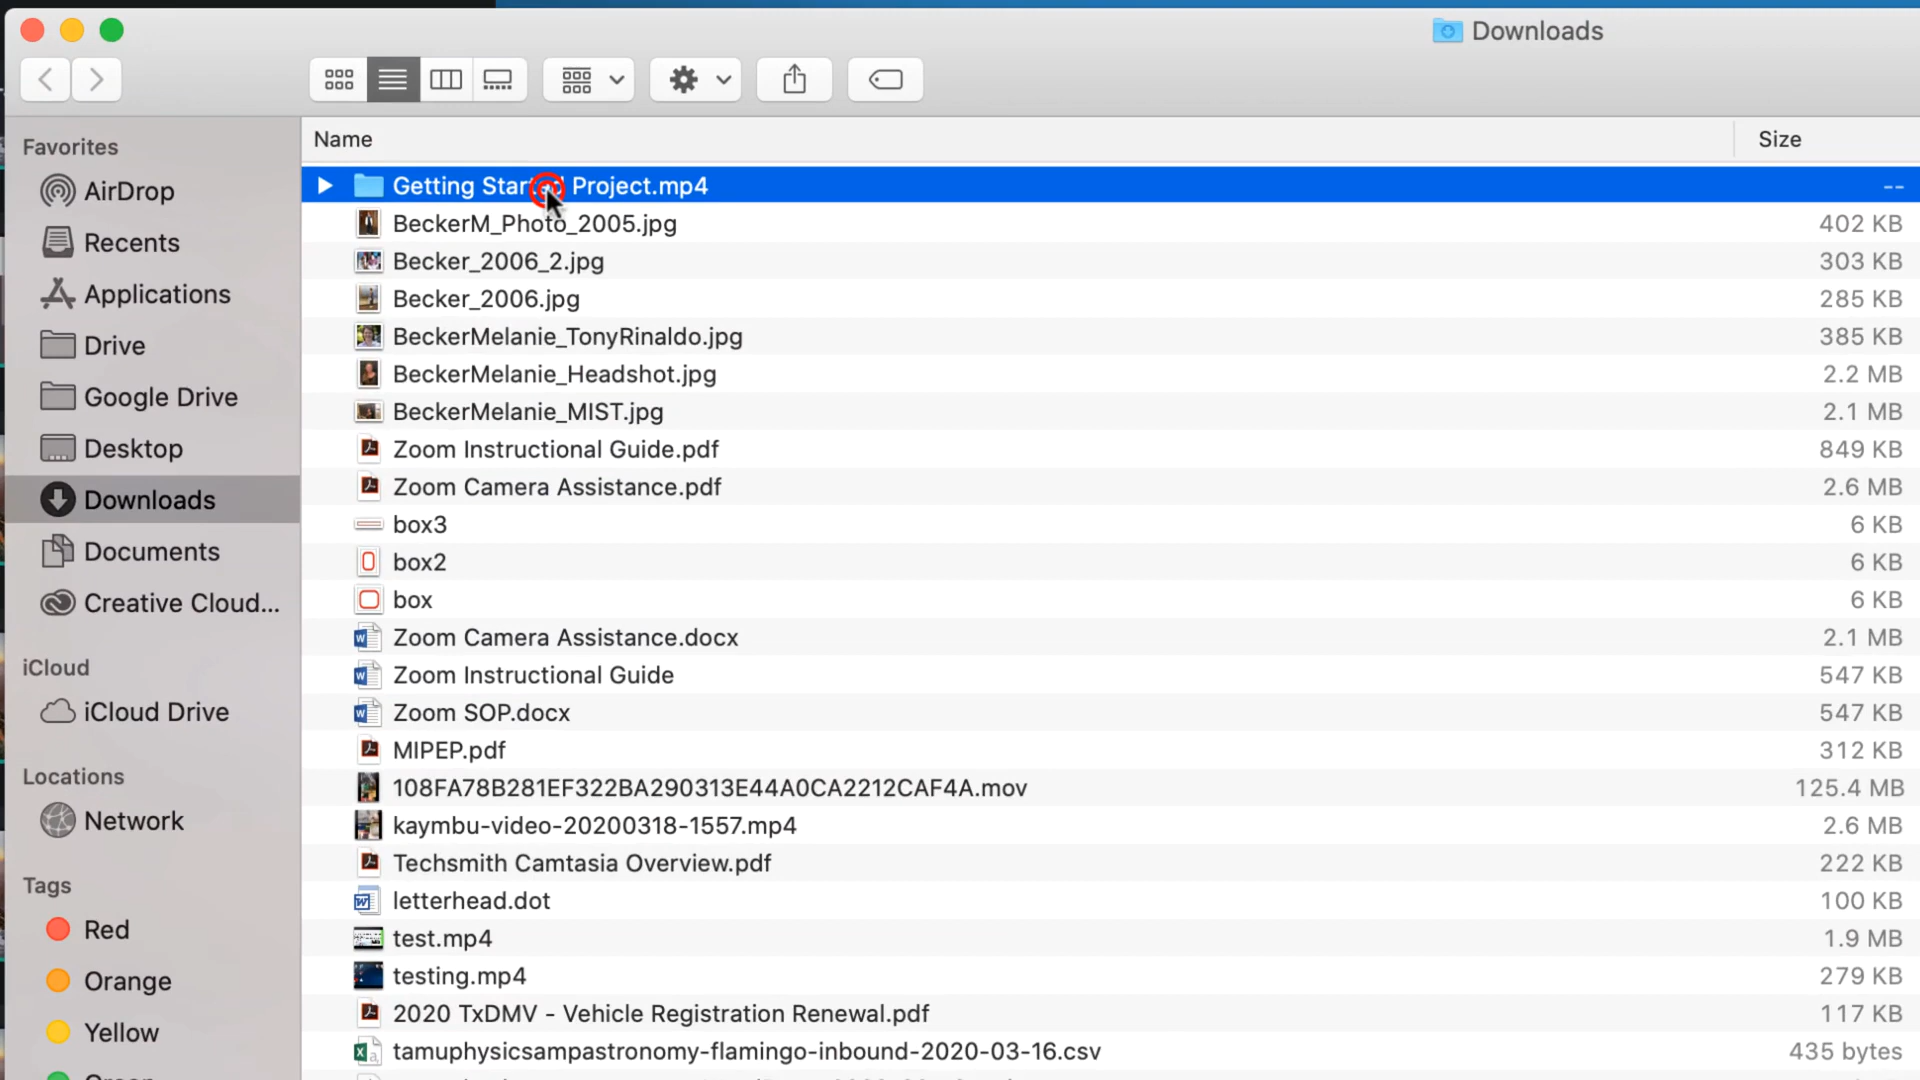 Downloads
Name
Size
Favorites
AirDrop
Recents
Applications
Drive
Google Drive
Desktop
Downloads
Documents
Creative Cloud...
iCloud
iCloud Drive
Locations
Network
Tags
Red
Orange
Yellow
Getting Started Project.mp4 --
BeckerM_Photo_2005.jpg 402 KB
Becker_2006_2.jpg 303 KB
Becker_2006.jpg 285 KB
BeckerMelanie_TonyRinaldo.jpg 385 KB
BeckerMelanie_Headshot.jpg 2.2 MB
BeckerMelanie_MIST.jpg 2.1 MB
Zoom Instructional Guide.pdf 849 KB
Zoom Camera Assistance.pdf 2.6 MB
box3 6 KB
box2 6 KB
box 6 KB
Zoom Camera Assistance.docx 2.1 MB
Zoom Instructional Guide 547 KB
Zoom SOP.docx 547 KB
MIPEP.pdf 312 KB
108FA78B281EF322BA290313E44A0CA2212CAF4A.mov 125.4 MB
kaymbu-video-20200318-1557.mp4 2.6 MB
Techsmith Camtasia Overview.pdf 222 KB
letterhead.dot 100 KB
test.mp4 1.9 MB
testing.mp4 279 KB
2020 TxDMV - Vehicle Registration Renewal.pdf 117 KB
tamuphysicsampastronomy-flamingo-inbound-2020-03-16.csv 435 bytes